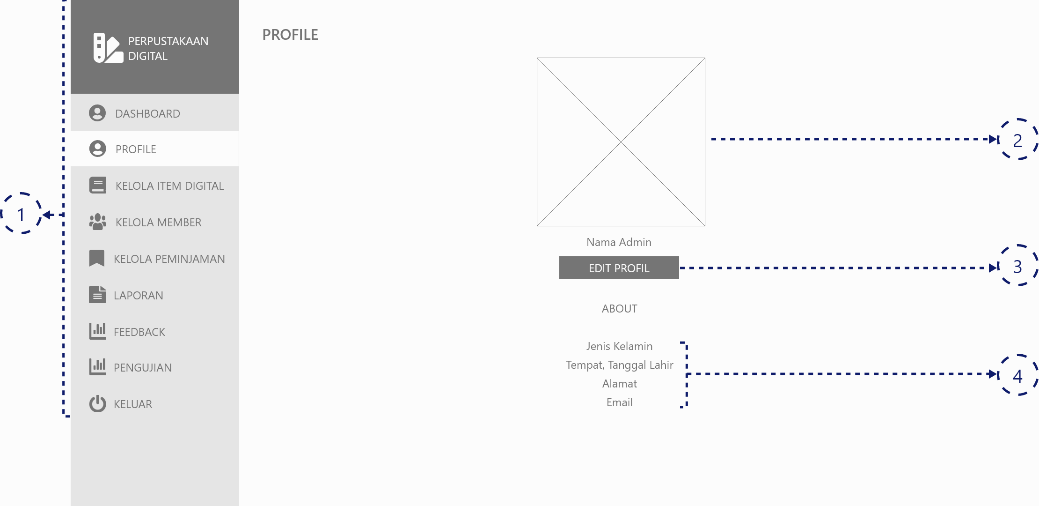 PERPUSTAKAAN
DIGITAL
DASHBOARD
PROFILE
KELOLA ITEM DIGITAL
KELOLA MEMBER
KELOLA PEMINJAMAN
LAPORAN
FEEDBACK
PENGUJIAN
KELUAR
1
PROFILE
2
Nama Admin
EDIT PROFIL
3
ABOUT
Jenis Kelamin
Tempat, Tanggal Lahir
Alamat
Email
4